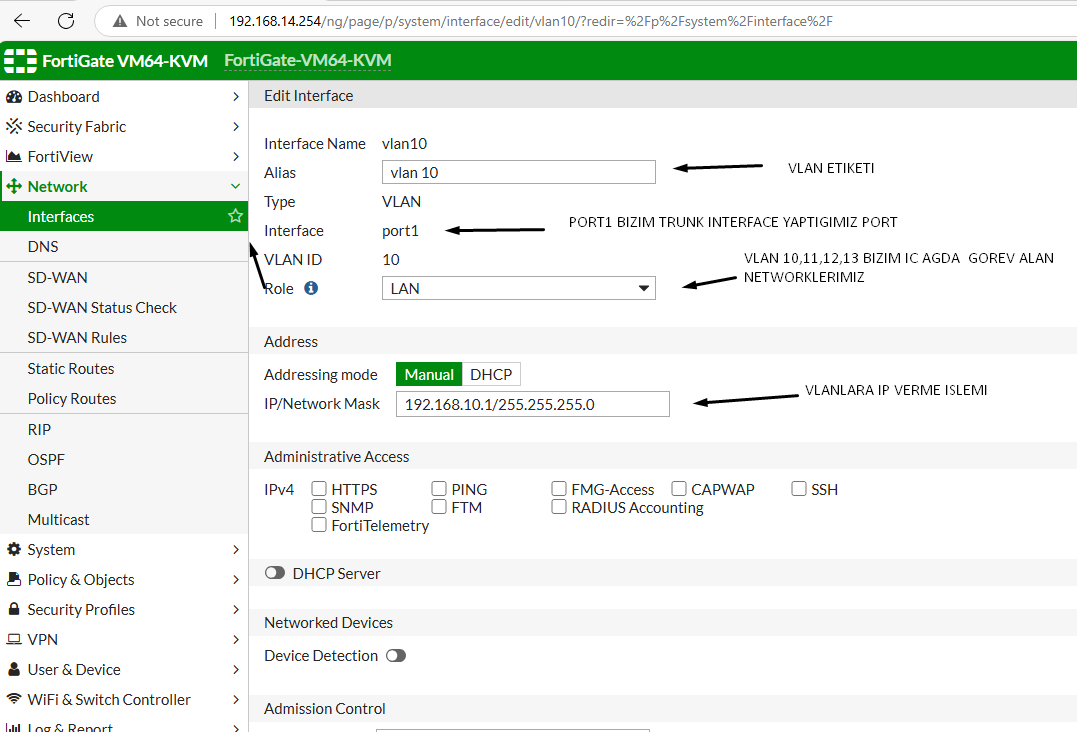 Not secure 192.168.14.254/ng/page/p/system/interface/edit/vlan10/?redir=%2Fp%2Fsystem%2Finterface%2F
FortiGate VM64-KVM FortiGate-VM64-KVM
Dashboard
Security Fabric
FortiView
Network
Interfaces
DNS
SD-WAN
SD-WAN Status Check
SD-WAN Rules
Static Routes
Policy Routes
RIP
OSPF
BGP
Multicast
System
Policy & Objects
Security Profiles
VPN
User & Device
WiFi & Switch Controller
Log & Report
Edit Interface
Interface Name vlan10
Alias vlan 10 VLAN ETIKETI
Type VLAN
Interface port1 PORT1 BIZIM TRUNK INTERFACE YAPTIGIMIZ PORT
VLAN ID 10
Role LAN
VLAN 10,11,12,13 BIZIM IC AGDA GOREV ALAN
NETWORKLERIMIZ
Address
Addressing mode Manual DHCP
IP/Network Mask 192.168.10.1/255.255.255.0 VLANLARA IP VERME ISLEMI
Administrative Access
IPv4 HTTPS PING FMG-Access CAPWAP SSH
SNMP FTM RADIUS Accounting
FortiTelemetry
DHCP Server
Networked Devices
Device Detection
Admission Control